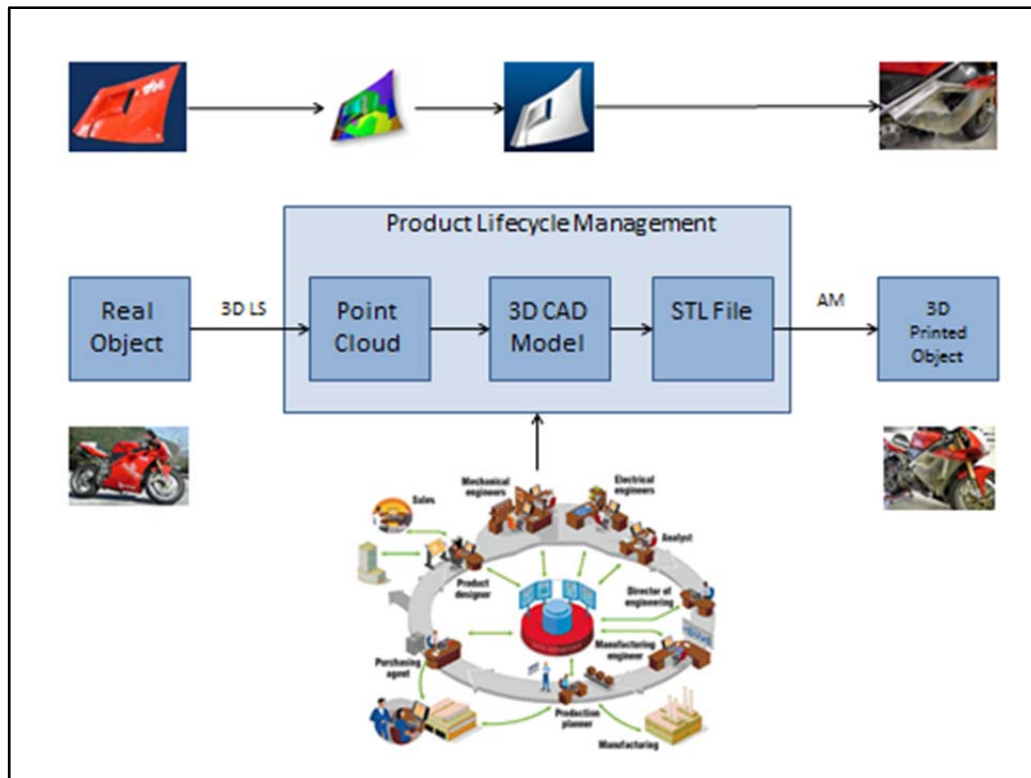 Product Lifecycle Management
Real
Object
3D LS
Point
Cloud
3D CAD
Model
STL File
AM
3D
Printed
Object
Mechanical
engineers
Electrical
engineers
Sales
Analyst
Product
designer
Director of
engineering
Manufacturing
engineer
Purchasing
agent
Production
planner
Manufacturing